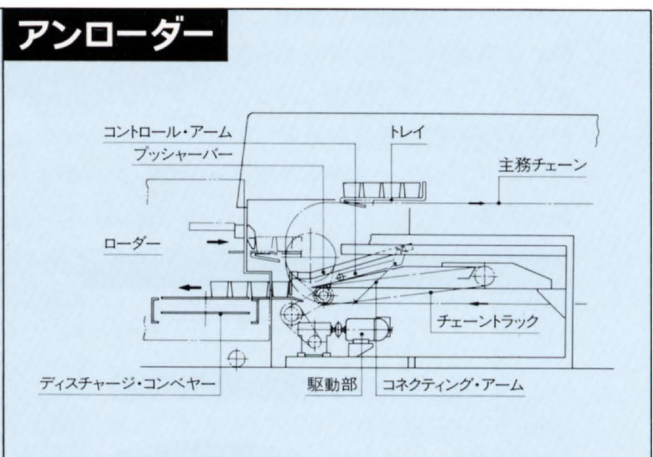 アンローダー
コントロール・アーム
トレイ
プッシャーバー
主務チェーン
ローダー
チェーントラック
ディスチャージ・コンベヤー
駆動部
コネクティング・アーム